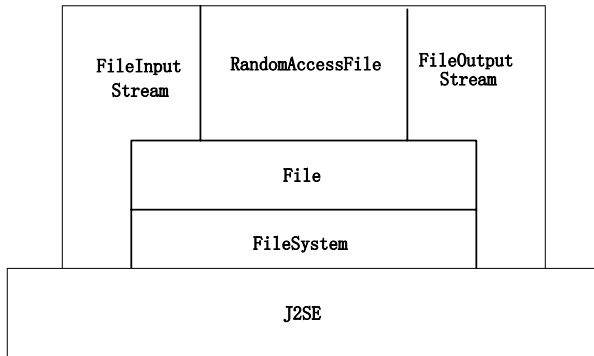 FileInput
Stream
RandomAccessFile
FileOutput
Stream
File
FileSystem
J2SE